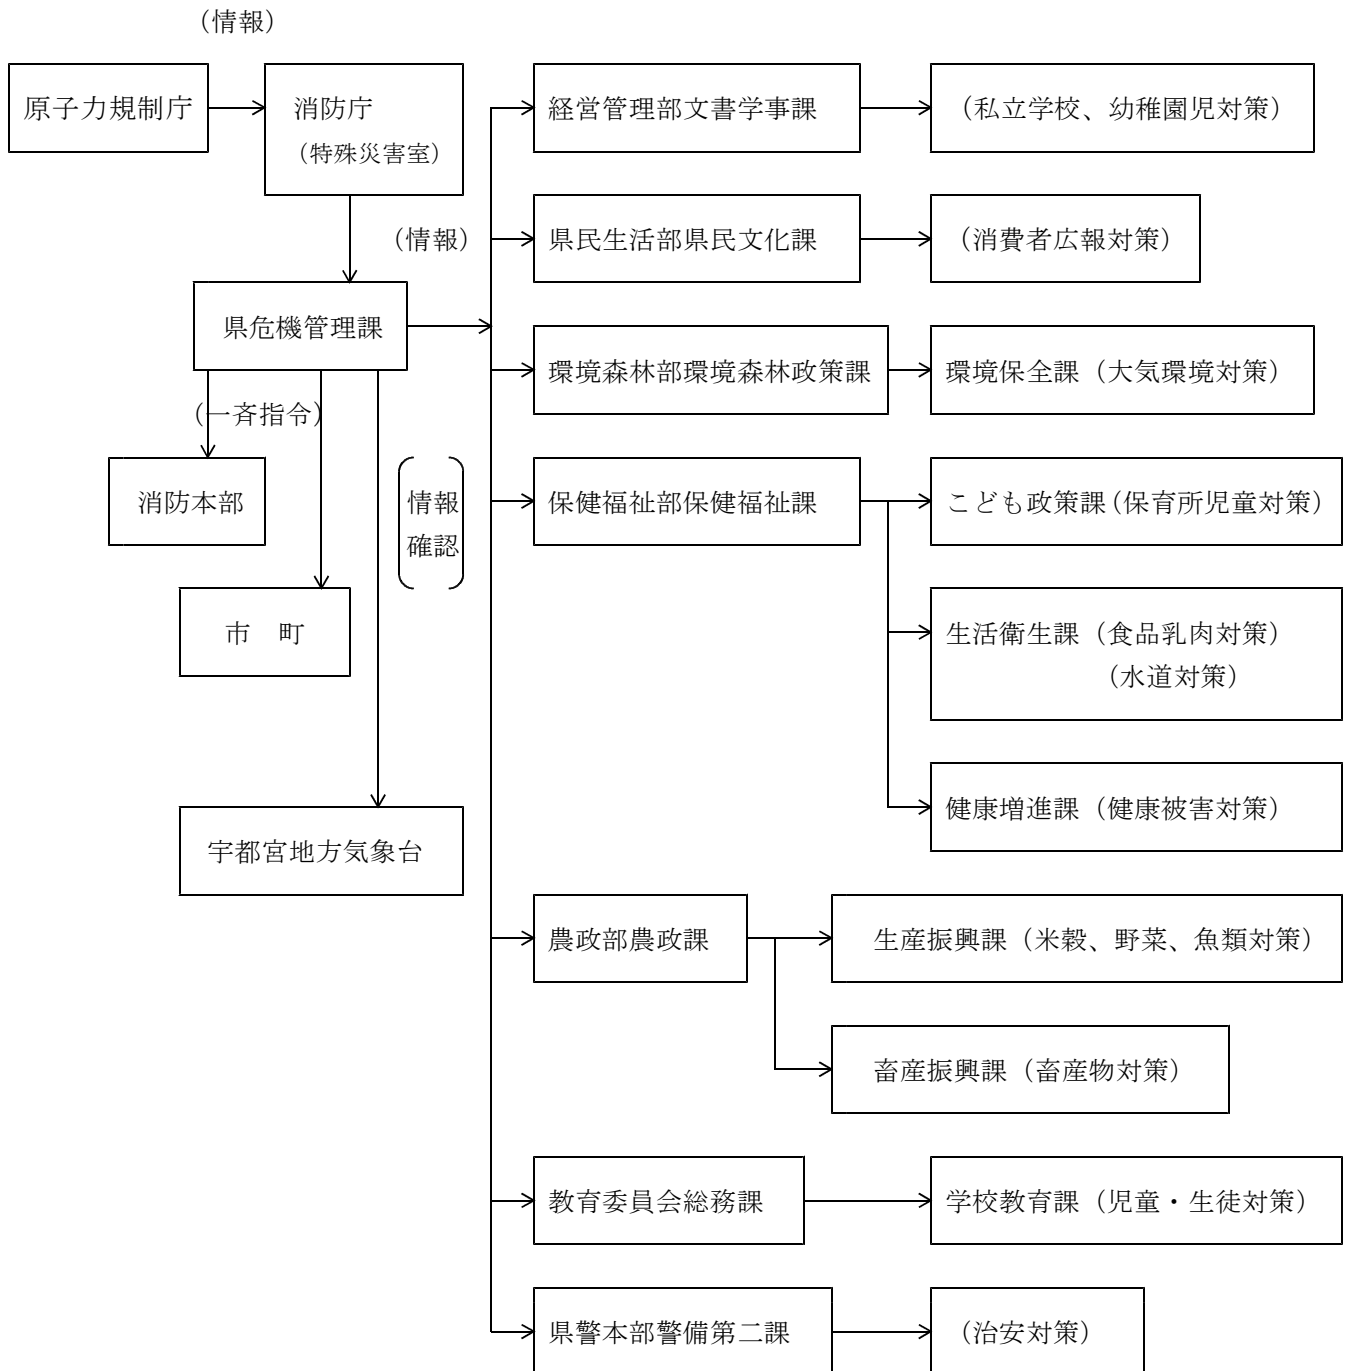 （情報）
原子力規制庁
消防庁
（特殊災害室）
経営管理部文書学事課
（私立学校、幼稚園児対策）
（情報）
県民生活部県民文化課
（消費者広報対策）
県危機管理課
環境森林部環境森林政策課
環境保全課（大気環境対策）
（一斉指令）
消防本部
情報
確認
保健福祉部保健福祉課
こども政策課（保育所児童対策）
市　町
生活衛生課（食品乳肉対策）
（水道対策）
宇都宮地方気象台
健康増進課（健康被害対策）
農政部農政課
生産振興課（米穀、野菜、魚類対策）
畜産振興課（畜産物対策）
教育委員会総務課
学校教育課（児童・生徒対策）
県警本部警備第二課
（治安対策）